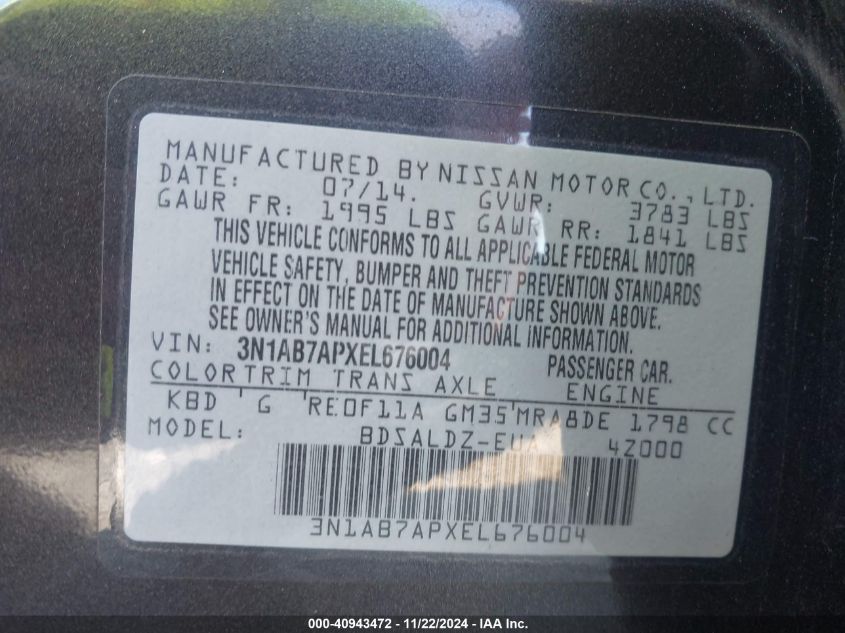 MANUFACTURED BY NISSAN MOTOR CO., LTD.
DATE: 07/14. GVWR: 3783 LBS
GAWR FR: 1995 LBS GAWR RR: 1841 LBS
THIS VEHICLE CONFORMS TO ALL APPLICABLE FEDERAL MOTOR
VEHICLE SAFETY, BUMPER AND THEFT PREVENTION STANDARDS
IN EFFECT ON THE DATE OF MANUFACTURE SHOWN ABOVE.
SEE OWNER'S MANUAL FOR ADDITIONAL INFORMATION.
VIN: 3N1AB7APXEL676004 PASSENGER CAR.
COLOR TRIM TRANS AXLE ENGINE
KBD G RE0F11A GM35 MRA8DE 1798 CC
MODEL: BDSALDZ-EUA 4Z000
3N1AB7APXEL676004
000-40943472 - 11/22/2024 - IAA, Inc.